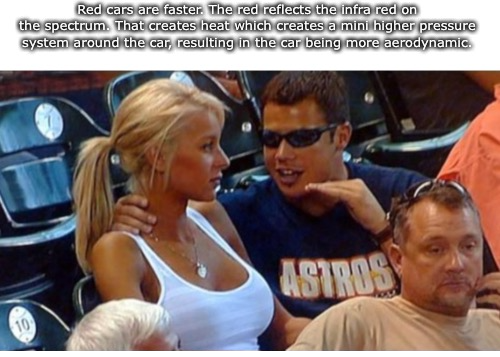 Red cars are faster. The red reflects the infra red on
the spectrum. That creates heat which creates a mini higher pressure
system around the car, resulting in the car being more aerodynamic.
7
ASTROS
10